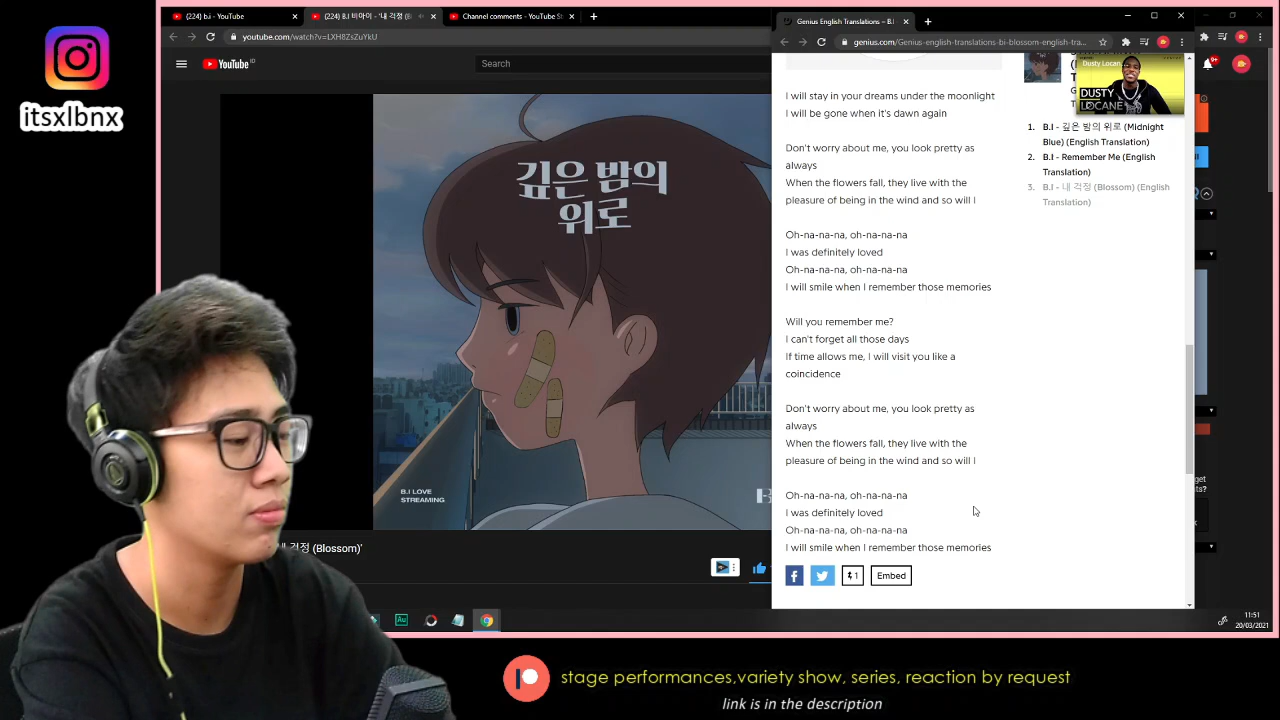 itsxlbnx
(224) b.i - YouTube
(224) B.I 비아이 - '내 걱정 (B
Channel comments - YouTube St
youtube.com/watch?v=LXH8ZsZuYkU
YouTube
Search
깊은 밤의
위로
B.I LOVE
STREAMING
내 걱정 (Blossom)'
Genius English Translations – B.I
genius.com/Genius-english-translations-bi-blossom-english-tra...
9+
I will stay in your dreams under the moonlight
I will be gone when it's dawn again
Don't worry about me, you look pretty as
always
When the flowers fall, they live with the
pleasure of being in the wind and so will I
Oh-na-na-na, oh-na-na-na
I was definitely loved
Oh-na-na-na, oh-na-na-na
I will smile when I remember those memories
Will you remember me?
I can't forget all those days
If time allows me, I will visit you like a
coincidence
Don't worry about me, you look pretty as
always
When the flowers fall, they live with the
pleasure of being in the wind and so will I
Oh-na-na-na, oh-na-na-na
I was definitely loved
Oh-na-na-na, oh-na-na-na
I will smile when I remember those memories
1
Embed
Dusty Locan
DUSTY
LOCANE
1. B.I - 깊은 밤의 위로 (Midnight
Blue) (English Translation)
2. B.I - Remember Me (English
Translation)
3. B.I - 내 걱정 (Blossom) (English
Translation)
Au
11:51
20/03/2021
stage performances,variety show, series, reaction by request
link is in the description